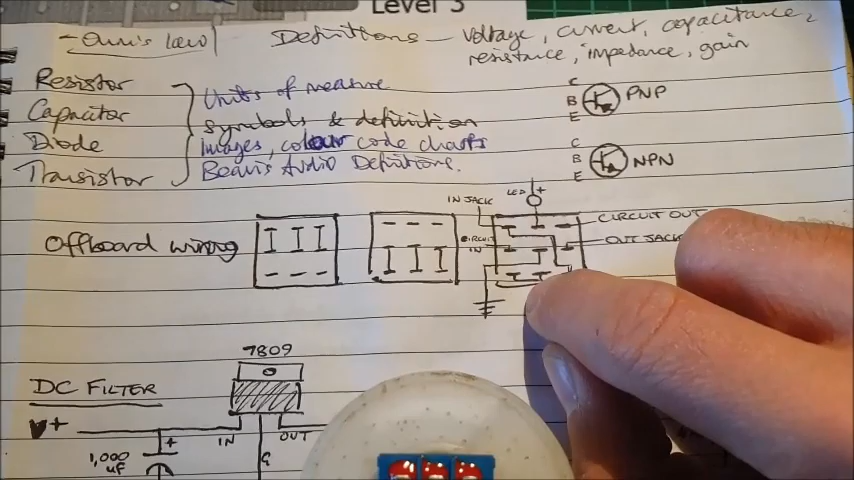 Level 3
- Ohm's law
Definitions - Voltage, current, capacitance,
resistance, impedance, gain
Resistor
Capacitor
Diode
Transistor
Units of measure
symbols & definition
images, colour code charts
Beavis Audio Definitions.
C
B
E
PNP
C
B
E
NPN
Offboard wiring
LED +
IN JACK
CIRCUIT OUT
CIRCUIT
IN
OUT JACK
7809
DC FILTER
V+
+
1,000
uf
IN
G
OUT